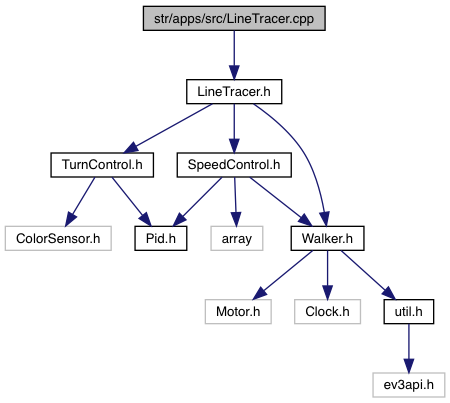 str/apps/src/LineTracer.cpp
LineTracer.h
TurnControl.h
SpeedControl.h
ColorSensor.h
Pid.h
array
Walker.h
Motor.h
Clock.h
util.h
ev3api.h